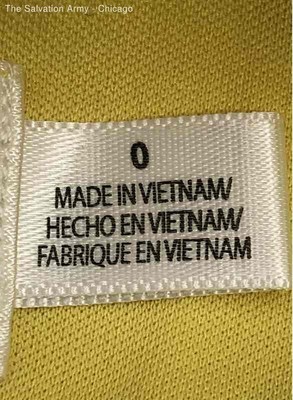 The Salvation Army - Chicago
0
MADE IN VIETNAM/
HECHO EN VIETNAM/
FABRIQUE EN VIETNAM